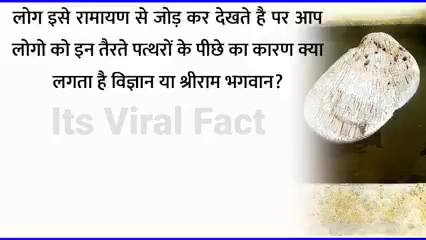 लोग इसे रामायण से जोड़ कर देखते है पर आप
लोगो को इन तैरते पत्थरों के पीछे का कारण क्या
लगता है विज्ञान या श्रीराम भगवान?
Its Viral Fact